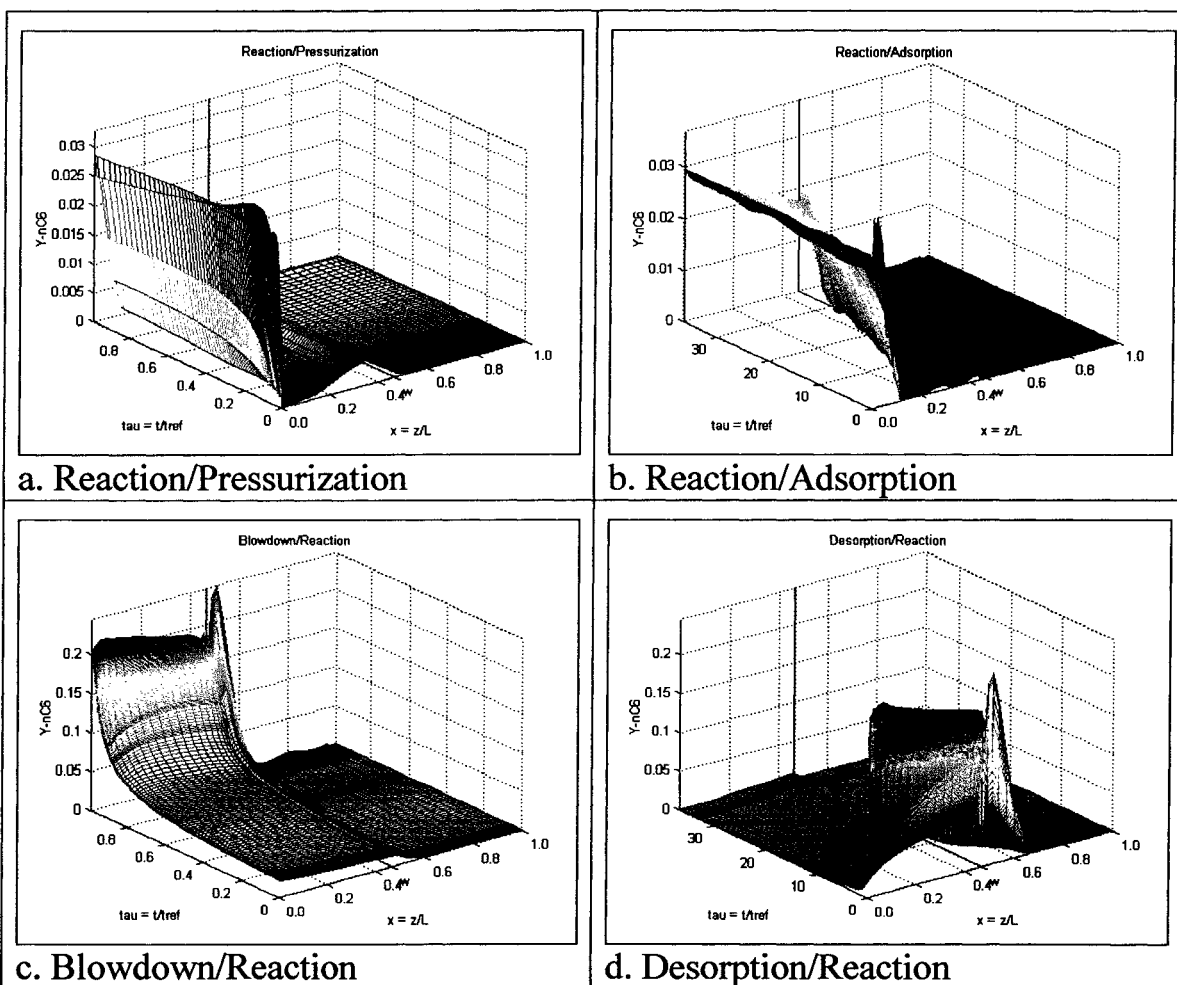 Reaction/Pressurization
0.03
0.025
0.02
0.015
0.01
0.005
0
Y-nC6
0.8
0.6
0.4
0.2
0
tau = t/tref
0.0
0.2
0.4w
0.6
0.8
1.0
x = z/L
a. Reaction/Pressurization
Reaction/Adsorption
0.03
0.02
0.01
0
Y-nC6
30
20
10
0
tau = t/tref
0.0
0.2
0.4w
0.6
0.8
1.0
x = z/L
b. Reaction/Adsorption
Blowdown/Reaction
0.2
0.15
0.1
0.05
0
Y-nC6
0.8
0.6
0.4
0.2
0
tau = t/tref
0.0
0.2
0.4w
0.6
0.8
1.0
x = z/L
c. Blowdown/Reaction
Desorption/Reaction
0.2
0.15
0.1
0.05
0
Y-nC6
30
20
10
0
tau = t/tref
0.0
0.2
0.4w
0.6
0.8
1.0
x = z/L
d. Desorption/Reaction